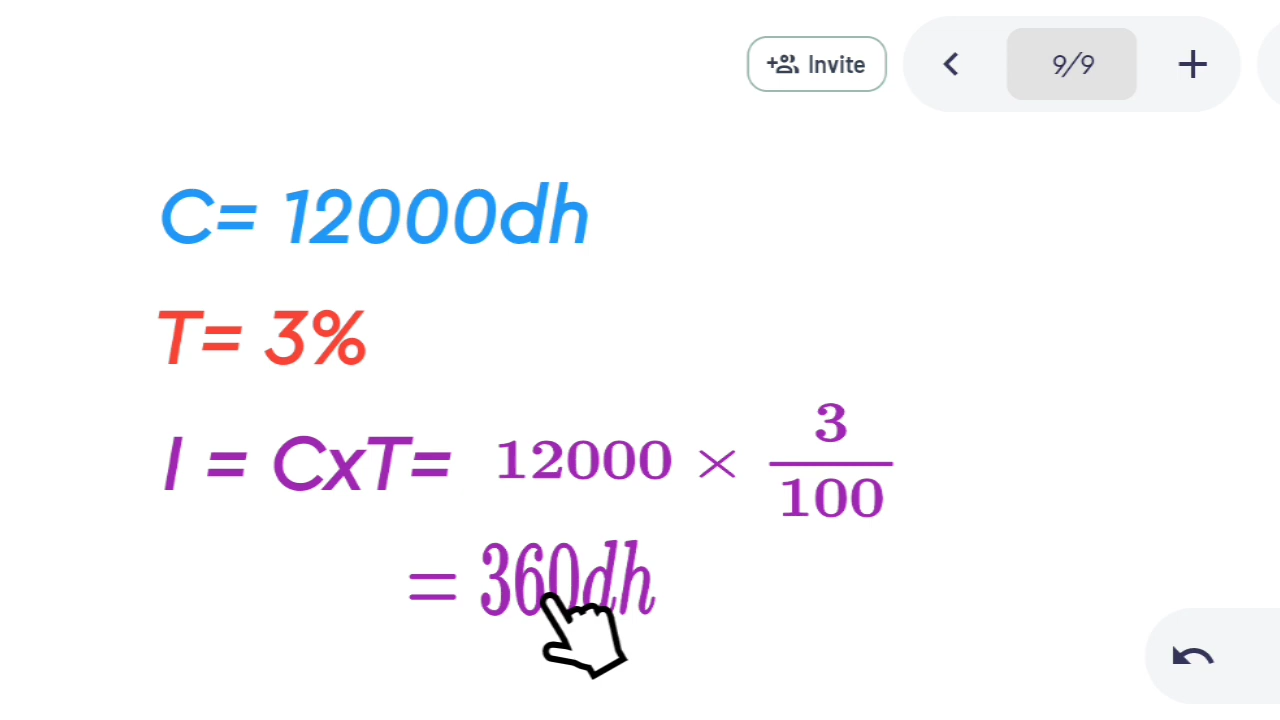 Invite
9/9
C= 12000dh
T= 3%
I = CxT= 12000 × 3/100
= 360dh